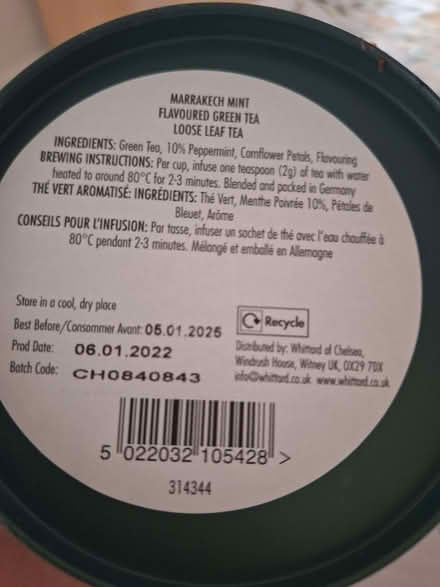 MARRAKECH MINT
FLAVOURED GREEN TEA
LOOSE LEAF TEA
INGREDIENTS: Green Tea, 10% Peppermint, Cornflower Petals, Flavouring
BREWING INSTRUCTIONS: Per cup, infuse one teaspoon (2g) of tea with water
heated to around 80°C for 2-3 minutes. Blended and packed in Germany
THÉ VERT AROMATISÉ: INGRÉDIENTS: Thé Vert, Menthe Poivrée 10%, Pétales de
Bleuet, Arôme
CONSEILS POUR L'INFUSION: Par tasse, infuser un sachet de thé avec l'eau chauffée à
80°C pendant 2-3 minutes. Mélangé et emballé en Allemagne
Store in a cool, dry place
Best Before/Consommer Avant: 05.01.2025
Prod Date: 06.01.2022
Batch Code: CH0840843
Recycle
Distributed by: Whittard of Chelsea,
Windrush House, Witney UK, OX29 7DX
info@whittard.co.uk www.whittard.co.uk
5 022032 105428 >
314344